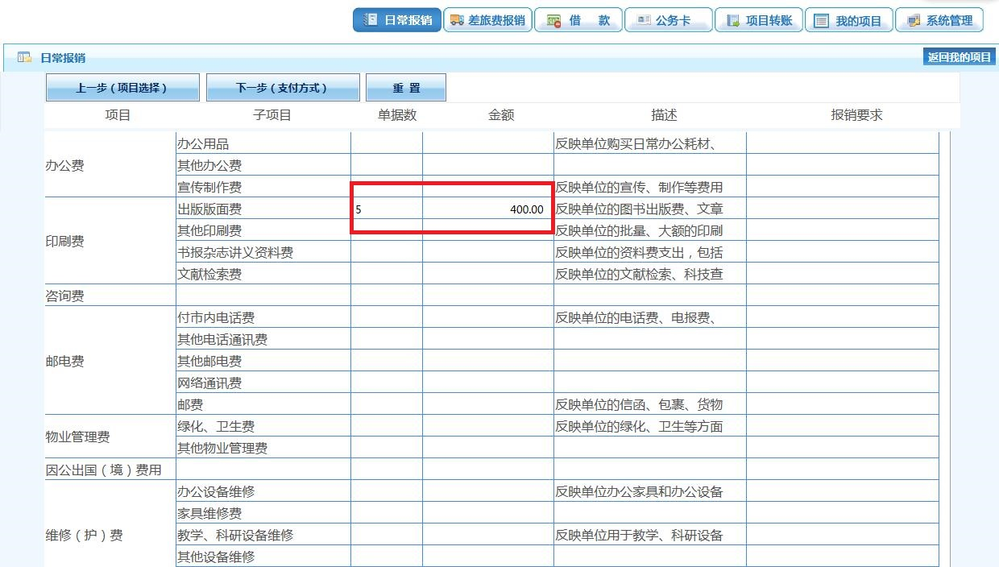 日常报销 差旅费报销 借 款 公务卡 项目转账 我的项目 系统管理
日常报销 返回我的项目
上一步（项目选择） 下一步（支付方式） 重 置
项目 子项目 单据数 金额 描述 报销要求
办公费
办公用品 反映单位购买日常办公耗材、
其他办公费
宣传制作费 反映单位的宣传、制作等费用
印刷费
出版版面费 5 400.00 反映单位的图书出版费、文章
其他印刷费 反映单位的批量、大额的印刷
书报杂志讲义资料费 反映单位的资料费支出，包括
文献检索费 反映单位的文献检索、科技查
咨询费
邮电费
付市内电话费 反映单位的电话费、电报费、
其他电话通讯费
其他邮电费
网络通讯费
邮费 反映单位的信函、包裹、货物
物业管理费
绿化、卫生费 反映单位的绿化、卫生等方面
其他物业管理费
因公出国（境）费用
维修（护）费
办公设备维修 反映单位办公家具和办公设备
家具维修费
教学、科研设备维修 反映单位用于教学、科研设备
其他设备维修